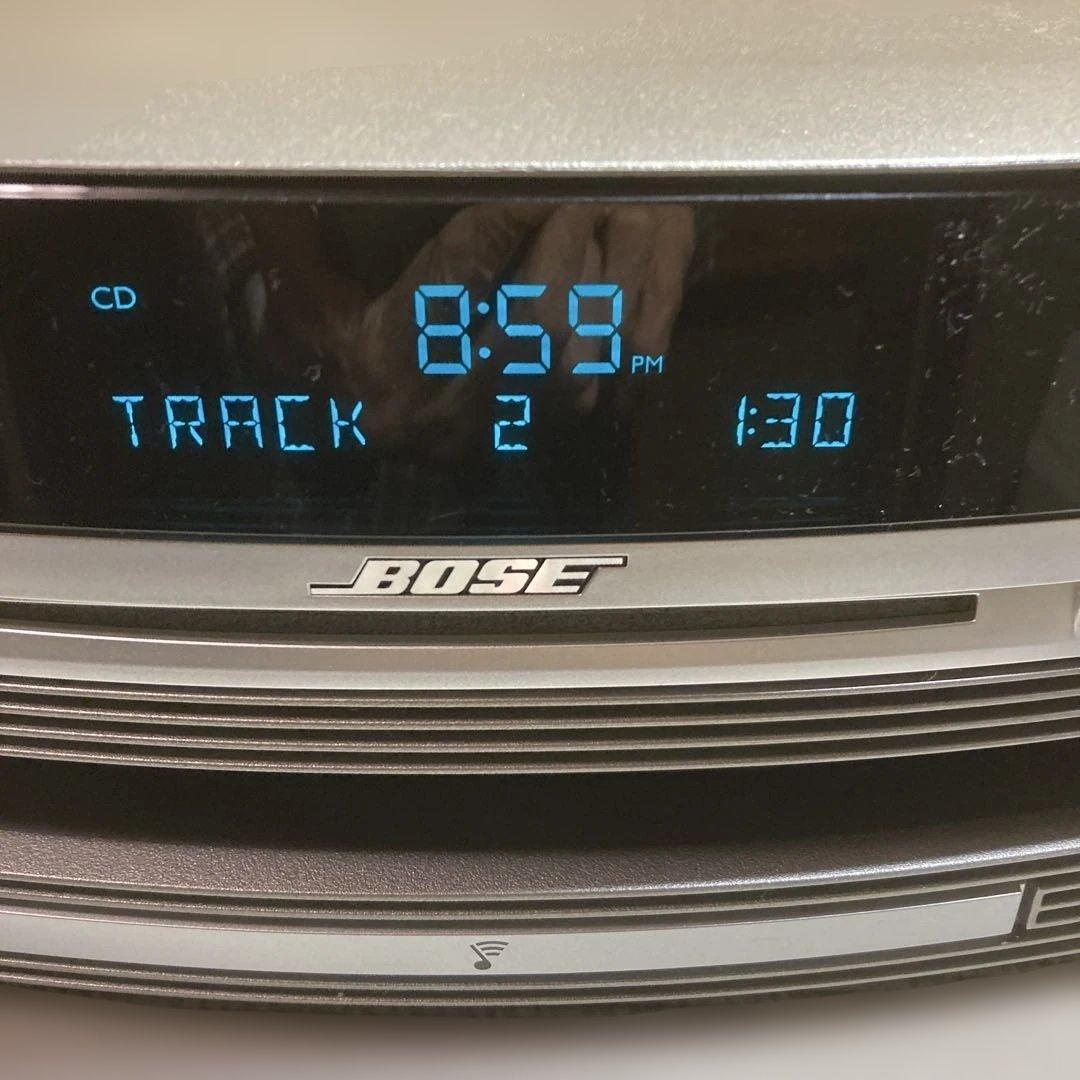 CD
8:59 PM
TRACK 2 1:30
BOSE